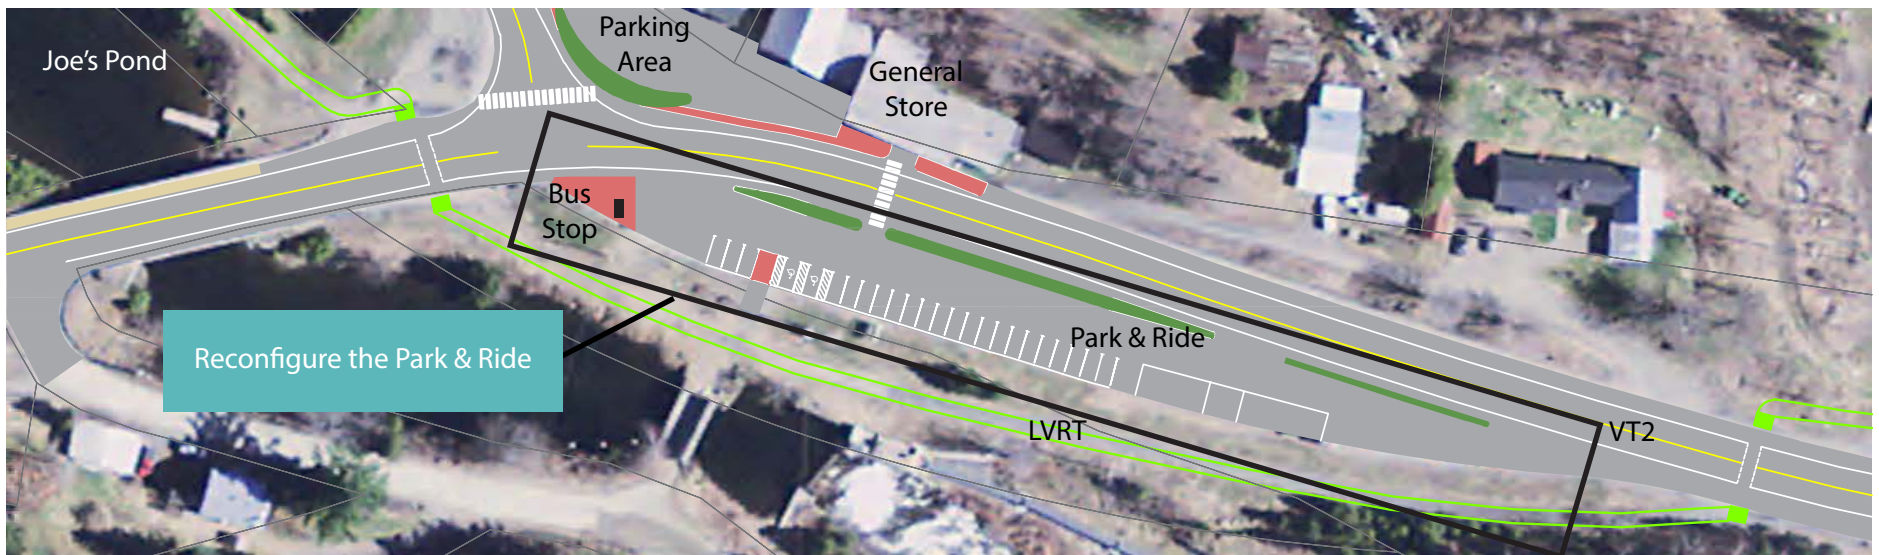 Joe's Pond
Parking
Area
General
Store
Bus
Stop
Reconfigure the Park & Ride
Park & Ride
LVRT
VT2